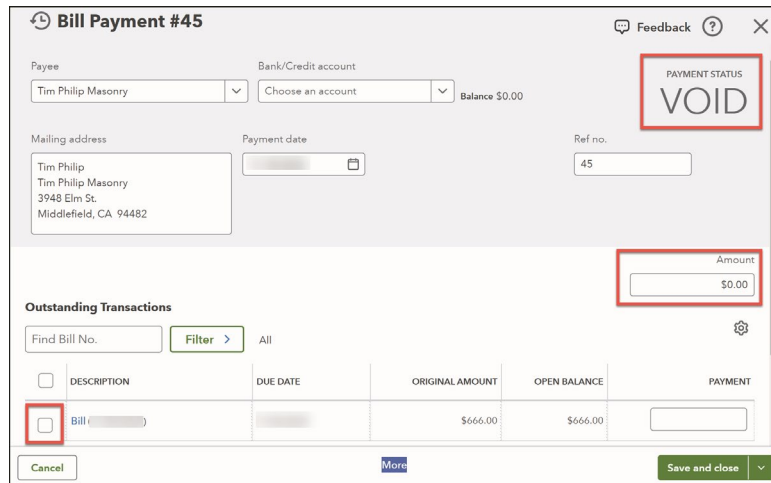 Bill Payment #45
Feedback ?
Payee
Bank/Credit account
PAYMENT STATUS
Tim Philip Masonry
Choose an account
Balance $0.00
VOID
Mailing address
Payment date
Ref no.
Tim Philip
Tim Philip Masonry
3948 Elm St.
Middlefield, CA 94482
45
Amount
$0.00
Outstanding Transactions
Find Bill No.
Filter >
All
DESCRIPTION
DUE DATE
ORIGINAL AMOUNT
OPEN BALANCE
PAYMENT
Bill ( )
$666.00
$666.00
Cancel
More
Save and close